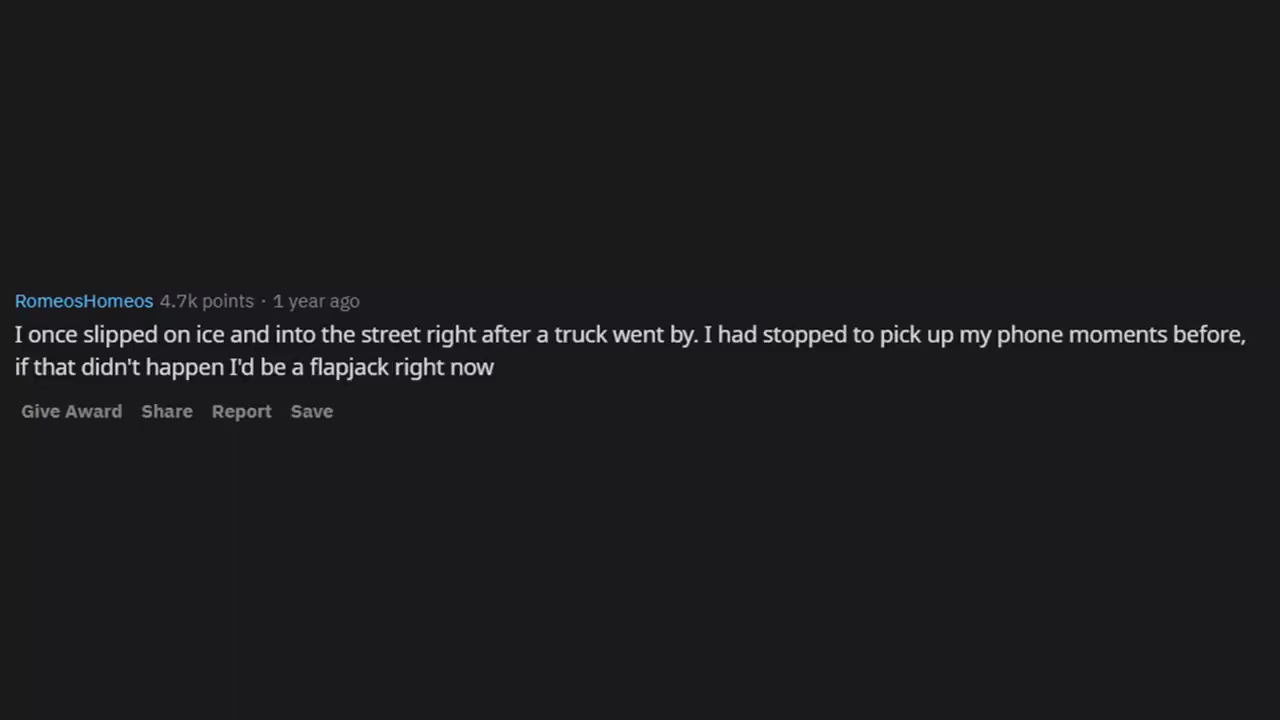 RomeosHomeos 4.7k points · 1 year ago
I once slipped on ice and into the street right after a truck went by. I had stopped to pick up my phone moments before,
if that didn't happen I'd be a flapjack right now
Give Award Share Report Save